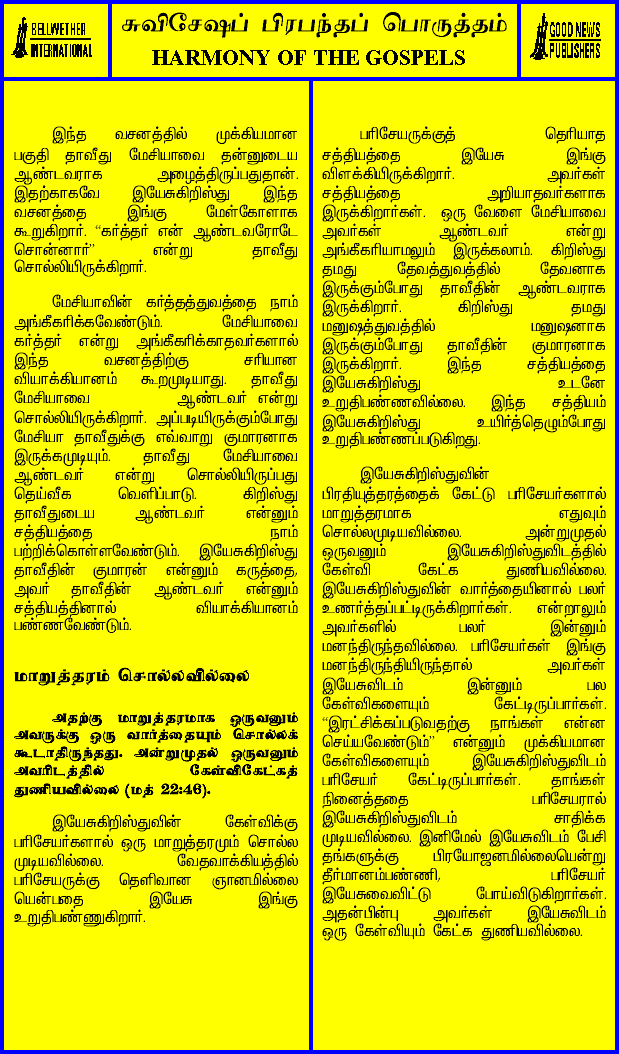 BELLWETHER
INTERNATIONAL
சுவிசேஷப் பிரபந்தப் பொருத்தம்
HARMONY OF THE GOSPELS
GOOD NEWS
PUBLISHERS
இந்த வசனத்தில் முக்கியமான
பகுதி தாவீது மேசியாவை தன்னுடைய
ஆண்டவராக அழைத்திருப்பதுதான்.
இதற்காகவே இயேசுகிறிஸ்து இந்த
வசனத்தை இங்கு மேள்கோளாக
கூறுகிறார். “கர்த்தர் என் ஆண்டவரோடே
சொன்னார்” என்று தாவீது
சொல்லியிருக்கிறார்.
மேசியாவின் கர்த்தத்துவத்தை நாம்
அங்கீகரிக்கவேண்டும். மேசியாவை
கர்த்தர் என்று அங்கீகரிக்காதவர்களால்
இந்த வசனத்திற்கு சரியான
வியாக்கியானம் கூறமுடியாது. தாவீது
மேசியாவை ஆண்டவர் என்று
சொல்லியிருக்கிறார். அப்படியிருக்கும்போது
மேசியா தாவீதுக்கு எவ்வாறு குமாரனாக
இருக்கமுடியும். தாவீது மேசியாவை
ஆண்டவர் என்று சொல்லியிருப்பது
தெய்வீக வெளிப்பாடு. கிறிஸ்து
தாவீதுடைய ஆண்டவர் என்னும்
சத்தியத்தை நாம்
பற்றிக்கொள்ளவேண்டும். இயேசுகிறிஸ்து
தாவீதின் குமாரன் என்னும் கருத்தை,
அவர் தாவீதின் ஆண்டவர் என்னும்
சத்தியத்தினால் வியாக்கியானம்
பண்ணவேண்டும்.
மாறுத்தரம் சொல்லவில்லை
அதற்கு மாறுத்தரமாக ஒருவனும்
அவருக்கு ஒரு வார்த்தையும் சொல்லக்
கூடாதிருந்தது. அன்றுமுதல் ஒருவனும்
அவரிடத்தில் கேள்விகேட்கத்
துணியவில்லை (மத் 22:46).
இயேசுகிறிஸ்துவின் கேள்விக்கு
பரிசேயர்களால் ஒரு மாறுத்தரமும் சொல்ல
முடியவில்லை. வேதவாக்கியத்தில்
பரிசேயருக்கு தெளிவான ஞானமில்லை
யென்பதை இயேசு இங்கு
உறுதிபண்ணுகிறார்.
பரிசேயருக்குத் தெரியாத
சத்தியத்தை இயேசு இங்கு
விளக்கியிருக்கிறார். அவர்கள்
சத்தியத்தை அறியாதவர்களாக
இருக்கிறார்கள். ஒரு வேளை மேசியாவை
அவர்கள் ஆண்டவர் என்று
அங்கீகரியாமலும் இருக்கலாம். கிறிஸ்து
தமது தேவத்துவத்தில் தேவனாக
இருக்கும்போது தாவீதின் ஆண்டவராக
இருக்கிறார். கிறிஸ்து தமது
மனுஷத்துவத்தில் மனுஷனாக
இருக்கும்போது தாவீதின் குமாரனாக
இருக்கிறார். இந்த சத்தியத்தை
இயேசுகிறிஸ்து உடனே
உறுதிபண்ணவில்லை. இந்த சத்தியம்
இயேசுகிறிஸ்து உயிர்த்தெழும்போது
உறுதிபண்ணப்படுகிறது.
இயேசுகிறிஸ்துவின்
பிரதியுத்தரத்தைக் கேட்டு பரிசேயர்களால்
மாறுத்தரமாக எதுவும்
சொல்லமுடியவில்லை. அன்றுமுதல்
ஒருவனும் இயேசுகிறிஸ்துவிடத்தில்
கேள்வி கேட்க துணியவில்லை.
இயேசுகிறிஸ்துவின் வார்த்தையினால் பலர்
உணர்த்தப்பட்டிருக்கிறார்கள். என்றாலும்
அவர்களில் பலர் இன்னும்
மனந்திருந்தவில்லை. பரிசேயர்கள் இங்கு
மனந்திருந்தியிருந்தால் அவர்கள்
இயேசுவிடம் இன்னும் பல
கேள்விகளையும் கேட்டிருப்பார்கள்.
“இரட்சிக்கப்படுவதற்கு நாங்கள் என்ன
செய்யவேண்டும்” என்னும் முக்கியமான
கேள்விகளையும் இயேசுகிறிஸ்துவிடம்
பரிசேயர் கேட்டிருப்பார்கள். தாங்கள்
நினைத்ததை பரிசேயரால்
இயேசுகிறிஸ்துவிடம் சாதிக்க
முடியவில்லை. இனிமேல் இயேசுவிடம் பேசி
தங்களுக்கு பிரயோஜனமில்லையென்று
தீர்மானம்பண்ணி, பரிசேயர்
இயேசுவைவிட்டு போய்விடுகிறார்கள்.
அதன்பின்பு அவர்கள் இயேசுவிடம்
ஒரு கேள்வியும் கேட்க துணியவில்லை.